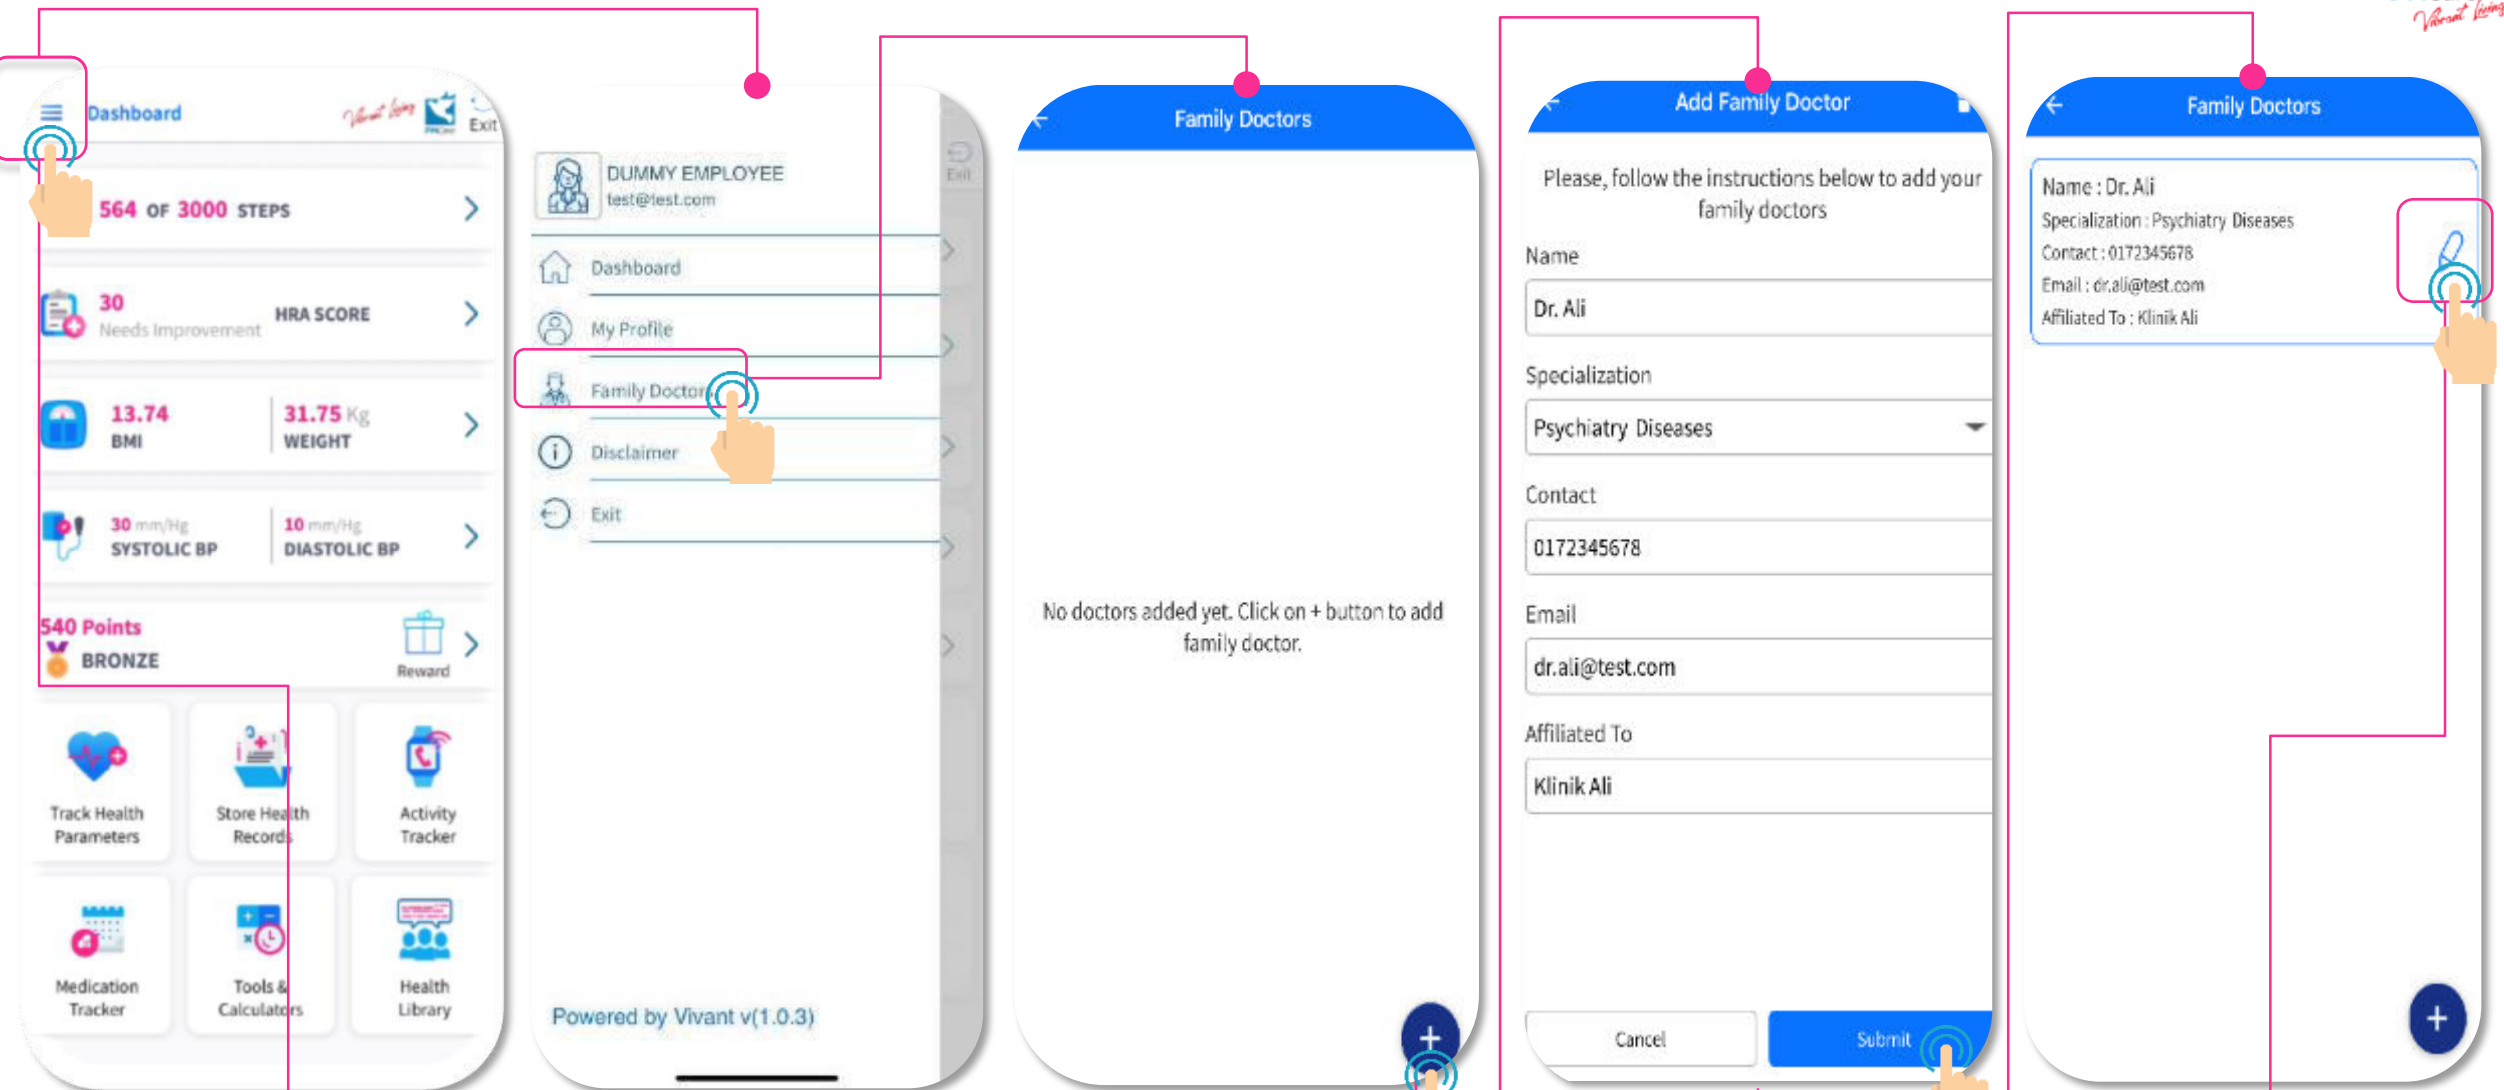 Vibrant Living
Dashboard
Vibrant living
Exit
564 OF 3000 STEPS
30
Needs Improvement
HRA SCORE
13.74
BMI
31.75 Kg
WEIGHT
30 mm/Hg
SYSTOLIC BP
10 mm/Hg
DIASTOLIC BP
540 Points
BRONZE
Reward
Track Health
Parameters
Store Health
Records
Activity
Tracker
Medication
Tracker
Tools &
Calculators
Health
Library
DUMMY EMPLOYEE
test@test.com
Exit
Dashboard
My Profile
Family Doctors
Disclaimer
Exit
Powered by Vivant v(1.0.3)
Family Doctors
No doctors added yet. Click on + button to add
family doctor.
+
Add Family Doctor
Please, follow the instructions below to add your
family doctors
Name
Dr. Ali
Specialization
Psychiatry Diseases
Contact
0172345678
Email
dr.ali@test.com
Affiliated To
Klinik Ali
Cancel
Submit
Family Doctors
Name : Dr. Ali
Specialization : Psychiatry Diseases
Contact : 0172345678
Email : dr.ali@test.com
Affiliated To : Klinik Ali
+